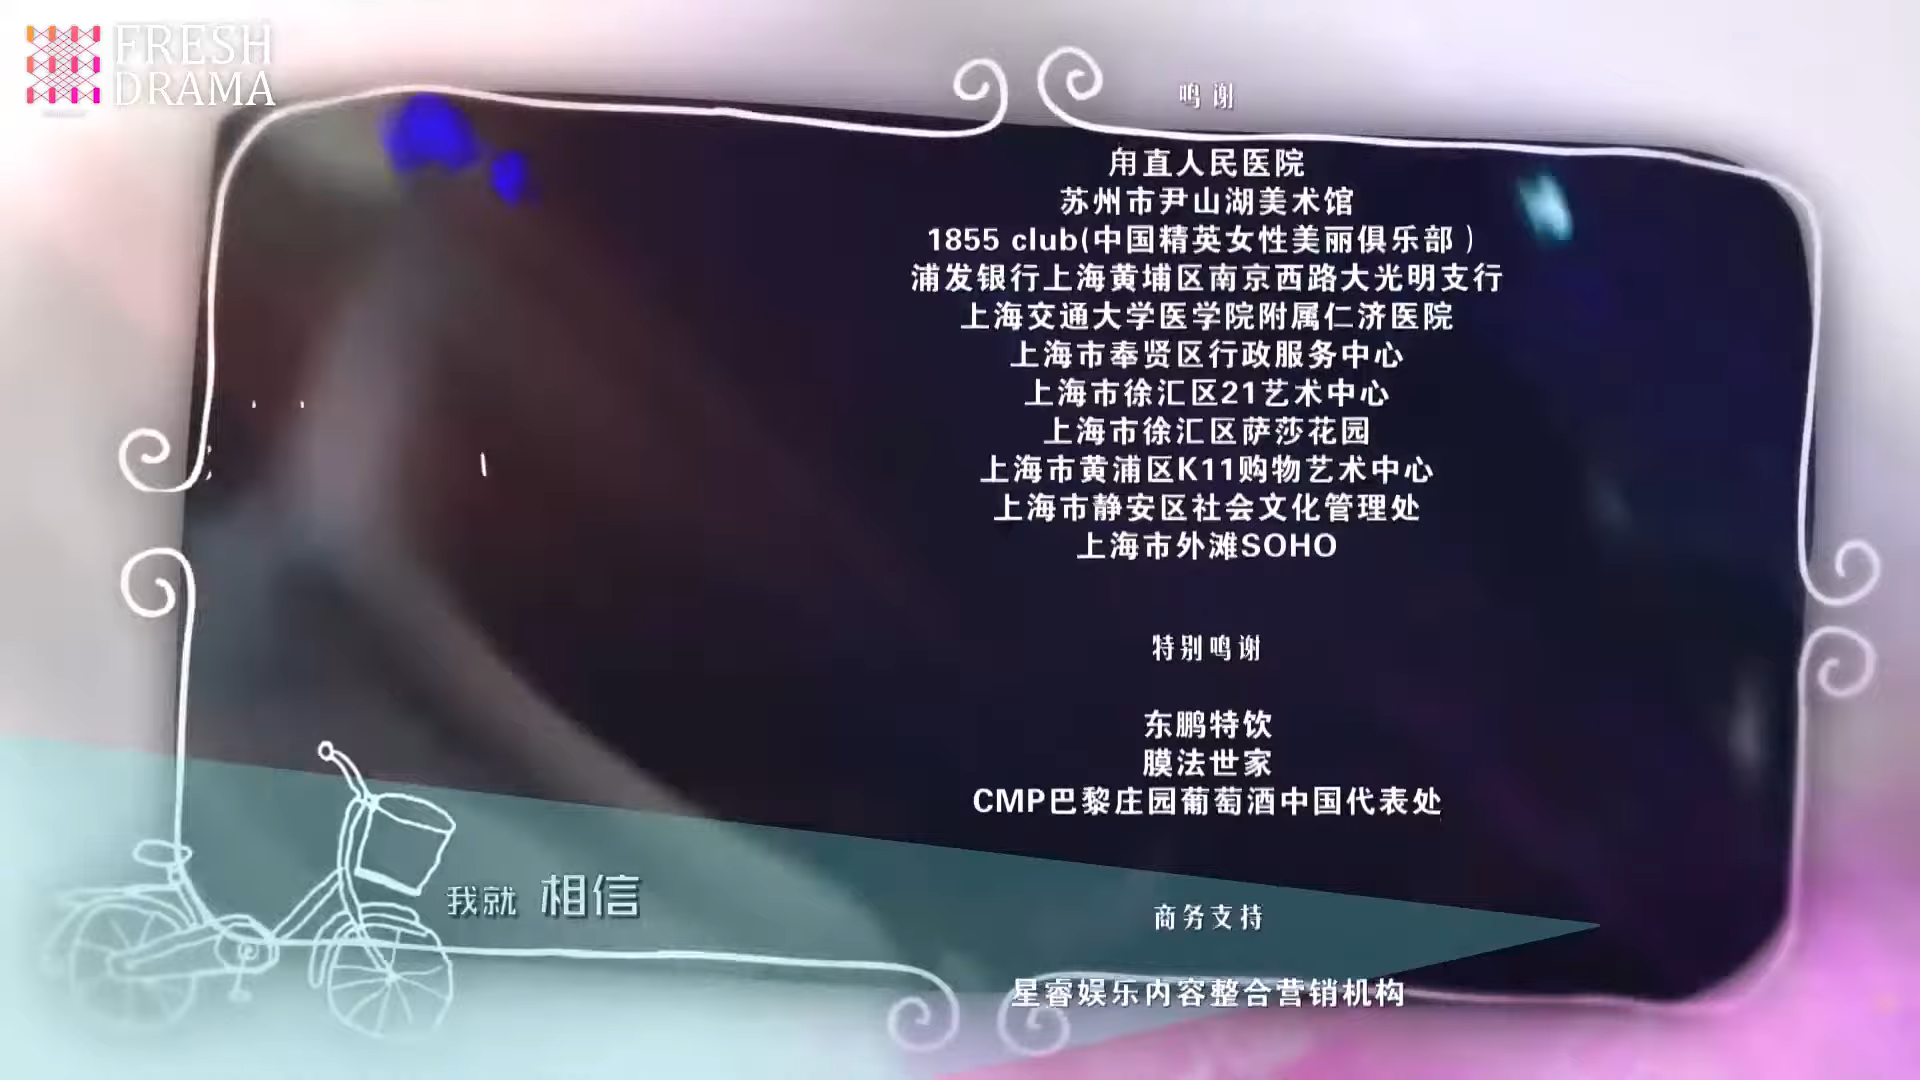 FRESH
DRAMA
鸣谢
甪直人民医院
苏州市尹山湖美术馆
1855 club(中国精英女性美丽俱乐部）
浦发银行上海黄埔区南京西路大光明支行
上海交通大学医学院附属仁济医院
上海市奉贤区行政服务中心
上海市徐汇区21艺术中心
上海市徐汇区萨莎花园
上海市黄浦区K11购物艺术中心
上海市静安区社会文化管理处
上海市外滩SOHO
特别鸣谢
东鹏特饮
膜法世家
CMP巴黎庄园葡萄酒中国代表处
我就 相信
商务支持
星睿娱乐内容整合营销机构